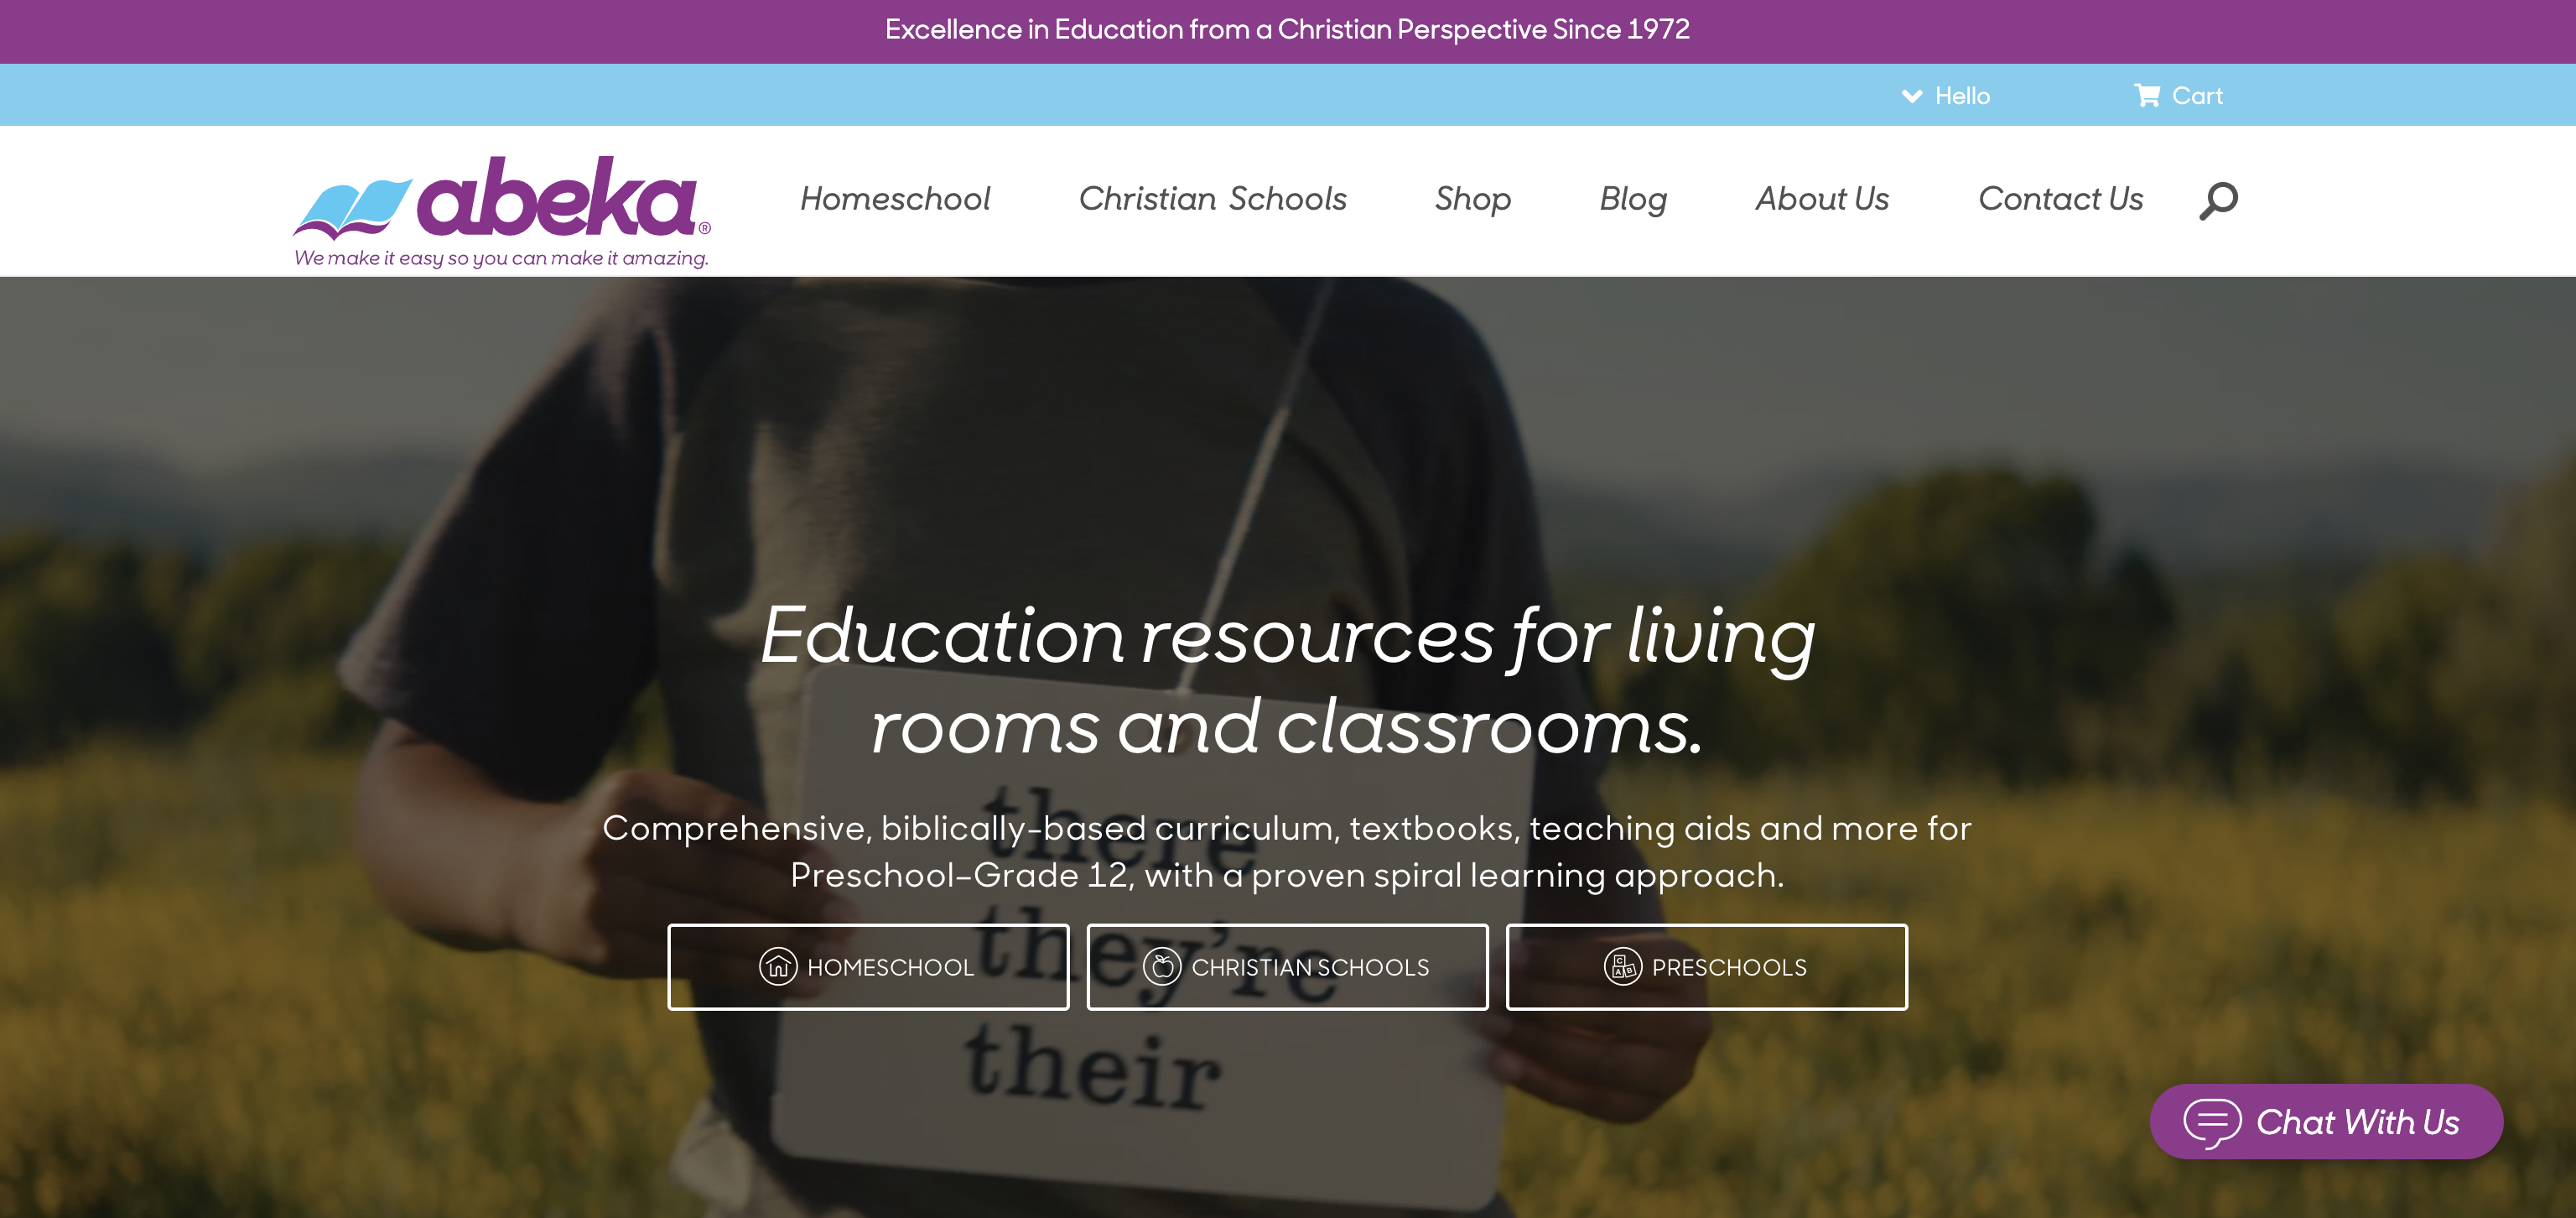 Excellence in Education from a Christian Perspective Since 1972
Hello
Cart
abeka®
We make it easy so you can make it amazing.
Homeschool
Christian Schools
Shop
Blog
About Us
Contact Us
Education resources for living
rooms and classrooms.
there
Comprehensive, biblically-based curriculum, textbooks, teaching aids and more for
Preschool–Grade 12, with a proven spiral learning approach.
they're
HOMESCHOOL
CHRISTIAN SCHOOLS
C
A B
PRESCHOOLS
their
Chat With Us